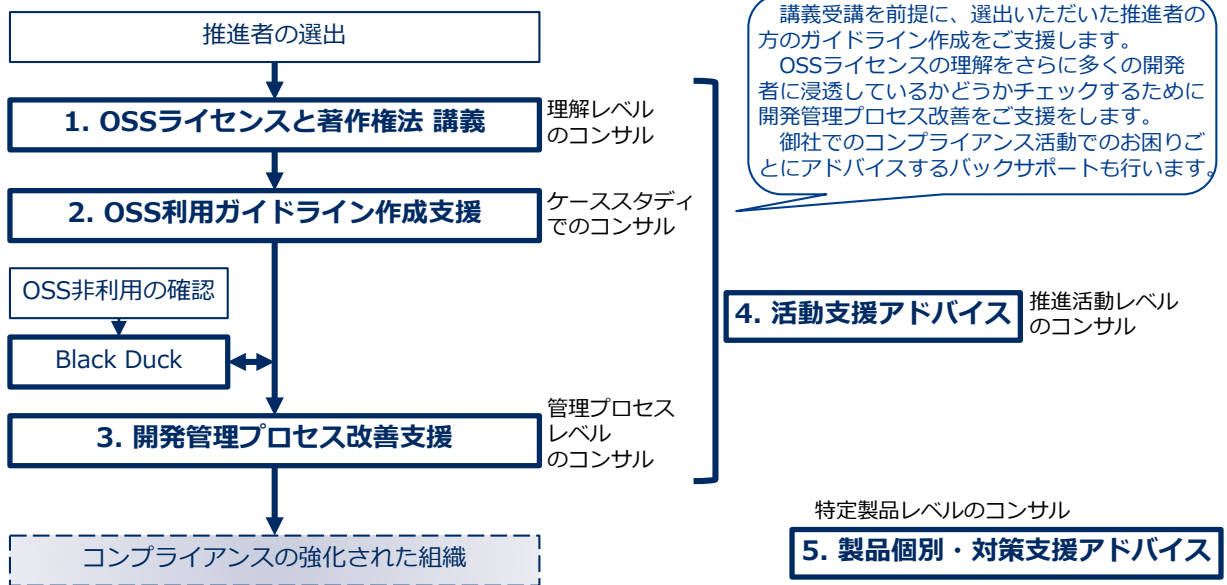 推進者の選出
講義受講を前提に、選出いただいた推進者の
方のガイドライン作成をご支援します。
OSSライセンスの理解をさらに多くの開発
者に浸透しているかどうかチェックするために
開発管理プロセス改善をご支援をします。
御社でのコンプライアンス活動でのお困りご
とにアドバイスするバックサポートも行います。
1. OSSライセンスと著作権法 講義
理解レベル
のコンサル
2. OSS利用ガイドライン作成支援
ケーススタディ
でのコンサル
OSS非利用の確認
Black Duck
4. 活動支援アドバイス
推進活動レベル
のコンサル
3. 開発管理プロセス改善支援
管理プロセス
レベル
のコンサル
コンプライアンスの強化された組織
特定製品レベルのコンサル
5. 製品個別・対策支援アドバイス